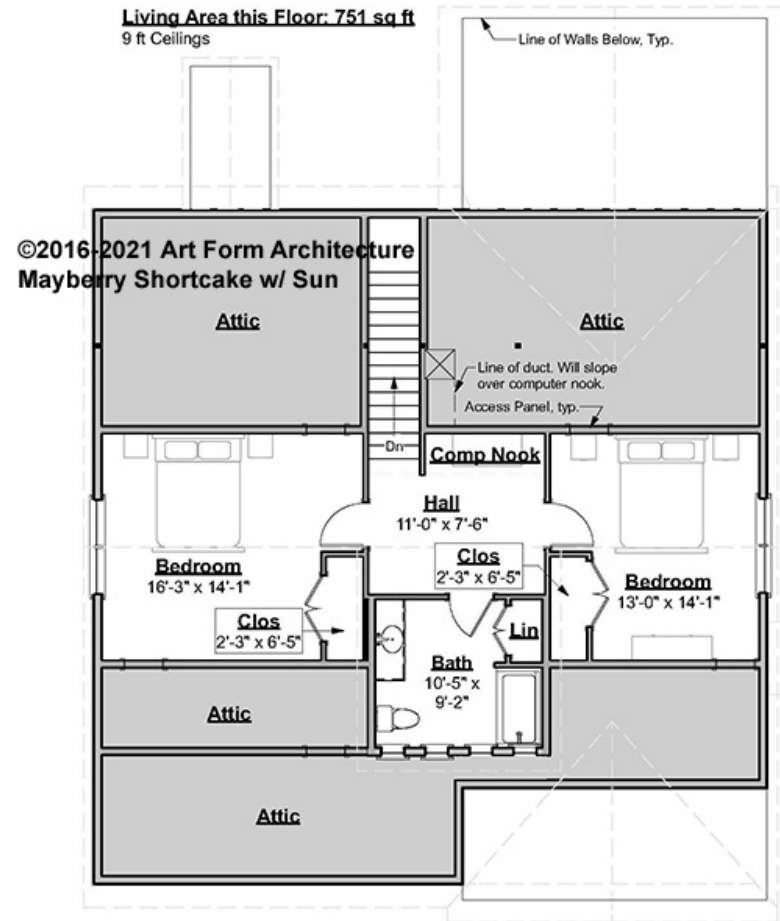 Living Area this Floor: 751 sq ft
9 ft Ceilings
Line of Walls Below, Typ.
©2016-2021 Art Form Architecture
Mayberry Shortcake w/ Sun
Attic
Attic
Line of duct. Will slope
over computer nook.
Access Panel, typ.
Dn
Comp Nook
Hall
11'-0" x 7'-6"
Bedroom
16'-3" x 14'-1"
Clos
2'-3" x 6'-5"
Bedroom
13'-0" x 14'-1"
Clos
2'-3" x 6'-5"
Lin
Bath
10'-5" x
9'-2"
Attic
Attic